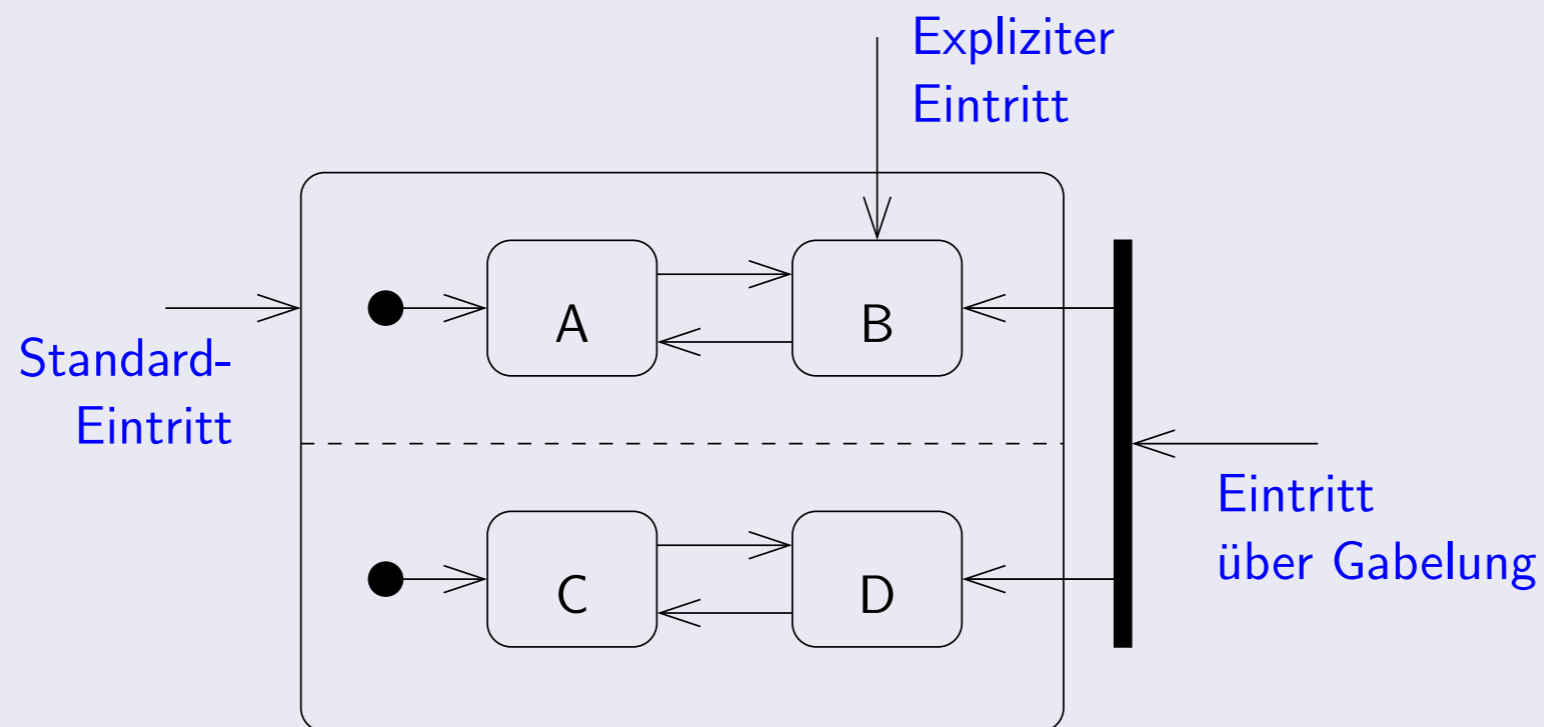 Expliziter
Eintritt
A
B
Standard-
Eintritt
Eintritt
über Gabelung
C
D